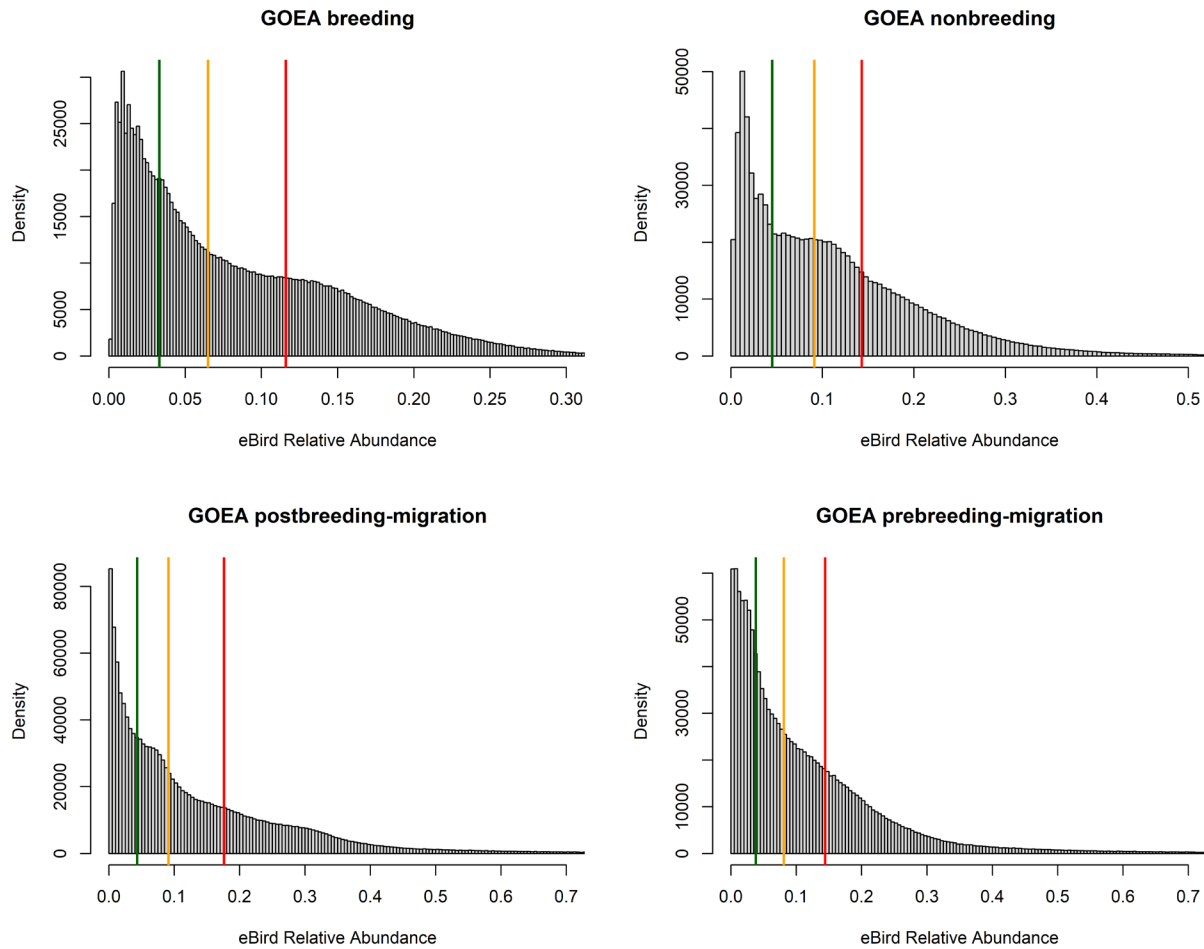 GOEA breeding
Density
0
5000
15000
25000
0.00 0.05 0.10 0.15 0.20 0.25 0.30
eBird Relative Abundance
GOEA nonbreeding
Density
0
10000
30000
50000
0.0 0.1 0.2 0.3 0.4 0.5
eBird Relative Abundance
GOEA postbreeding-migration
Density
0
20000
40000
60000
80000
0.0 0.1 0.2 0.3 0.4 0.5 0.6 0.7
eBird Relative Abundance
GOEA prebreeding-migration
Density
0
10000
30000
50000
0.0 0.1 0.2 0.3 0.4 0.5 0.6 0.7
eBird Relative Abundance